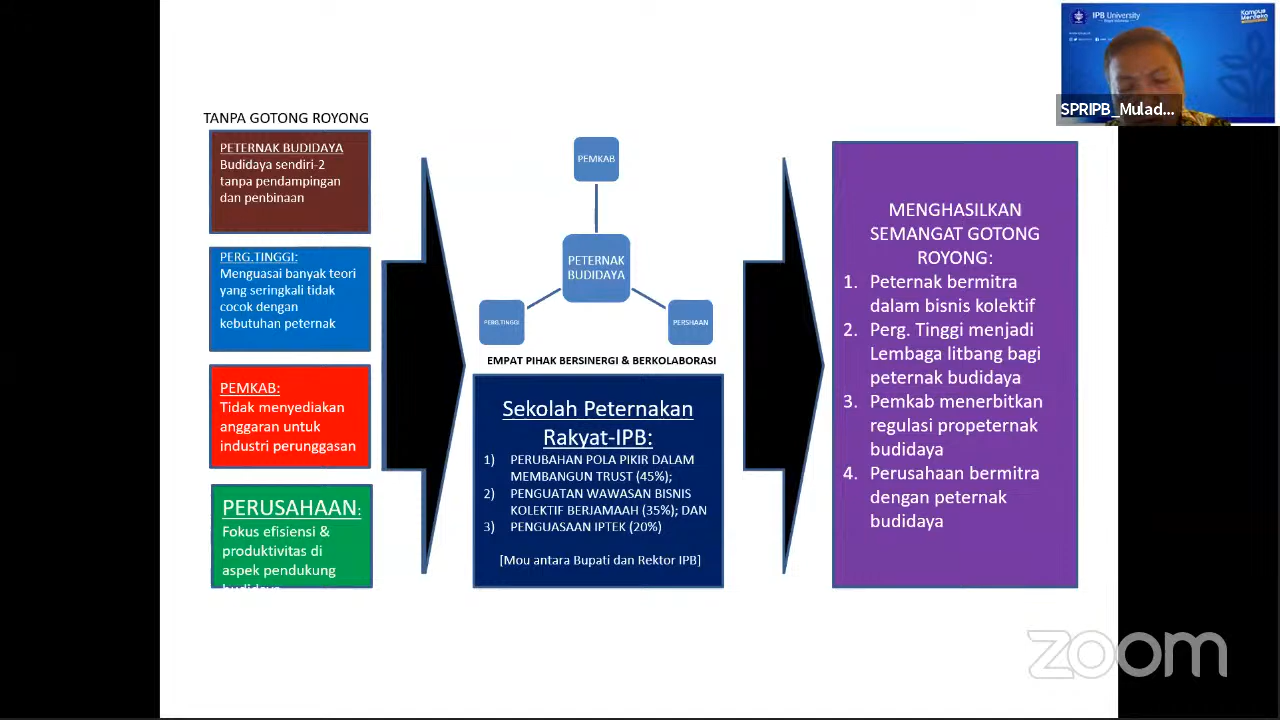 IPB University
Kampus
Merdeka
SPRIPB_Mulad...
TANPA GOTONG ROYONG
PETERNAK BUDIDAYA
Budidaya sendiri-2
tanpa pendampingan
dan penbinaan
PERG.TINGGI:
Menguasai banyak teori
yang seringkali tidak
cocok dengan
kebutuhan peternak
PEMKAB:
Tidak menyediakan
anggaran untuk
industri perunggasan
PERUSAHAAN:
Fokus efisiensi &
produktivitas di
aspek pendukung
budidaya
PEMKAB
PETERNAK
BUDIDAYA
PERG.TINGGI
PERSHAAN
EMPAT PIHAK BERSINERGI & BERKOLABORASI
Sekolah Peternakan
Rakyat-IPB:
1) PERUBAHAN POLA PIKIR DALAM
MEMBANGUN TRUST (45%);
2) PENGUATAN WAWASAN BISNIS
KOLEKTIF BERJAMAAH (35%); DAN
3) PENGUASAAN IPTEK (20%)
[Mou antara Bupati dan Rektor IPB]
MENGHASILKAN
SEMANGAT GOTONG
ROYONG:
1. Peternak bermitra
dalam bisnis kolektif
2. Perg. Tinggi menjadi
Lembaga litbang bagi
peternak budidaya
3. Pemkab menerbitkan
regulasi propeternak
budidaya
4. Perusahaan bermitra
dengan peternak
budidaya
zoom